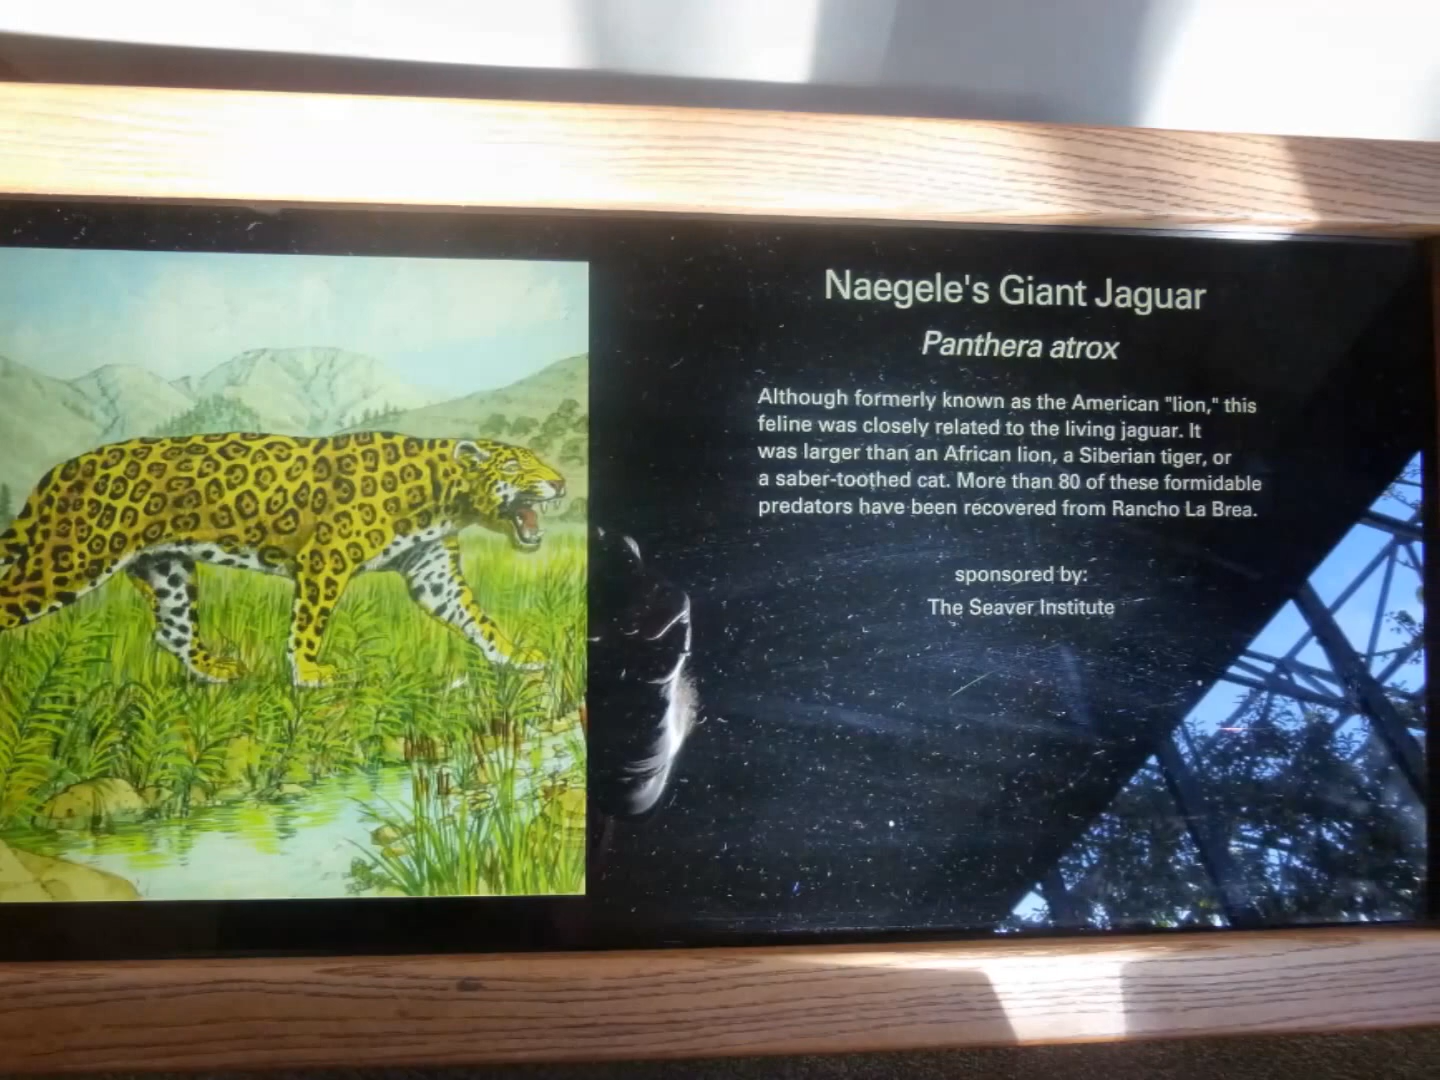 Naegele's Giant Jaguar
Panthera atrox
Although formerly known as the American "lion," this
feline was closely related to the living jaguar. It
was larger than an African lion, a Siberian tiger, or
a saber-toothed cat. More than 80 of these formidable
predators have been recovered from Rancho La Brea.
sponsored by:
The Seaver Institute